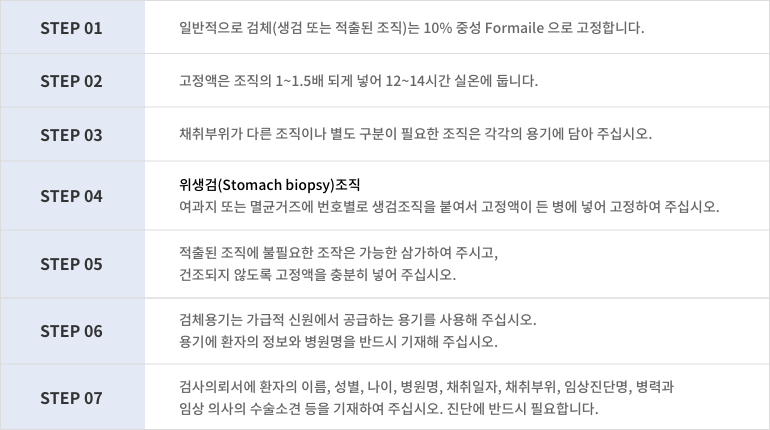 STEP 01
일반적으로 검체(생검 또는 적출된 조직)는 10% 중성 Formaile 으로 고정합니다.
STEP 02
고정액은 조직의 1~1.5배 되게 넣어 12~14시간 실온에 둡니다.
STEP 03
채취부위가 다른 조직이나 별도 구분이 필요한 조직은 각각의 용기에 담아 주십시오.
STEP 04
위생검(Stomach biopsy)조직
여과지 또는 멸균거즈에 번호별로 생검조직을 붙여서 고정액이 든 병에 넣어 고정하여 주십시오.
STEP 05
적출된 조직에 불필요한 조작은 가능한 삼가하여 주시고,
건조되지 않도록 고정액을 충분히 넣어 주십시오.
STEP 06
검체용기는 가급적 신원에서 공급하는 용기를 사용해 주십시오.
용기에 환자의 정보와 병원명을 반드시 기재해 주십시오.
STEP 07
검사의뢰서에 환자의 이름, 성별, 나이, 병원명, 채취일자, 채취부위, 임상진단명, 병력과
임상 의사의 수술소견 등을 기재하여 주십시오. 진단에 반드시 필요합니다.